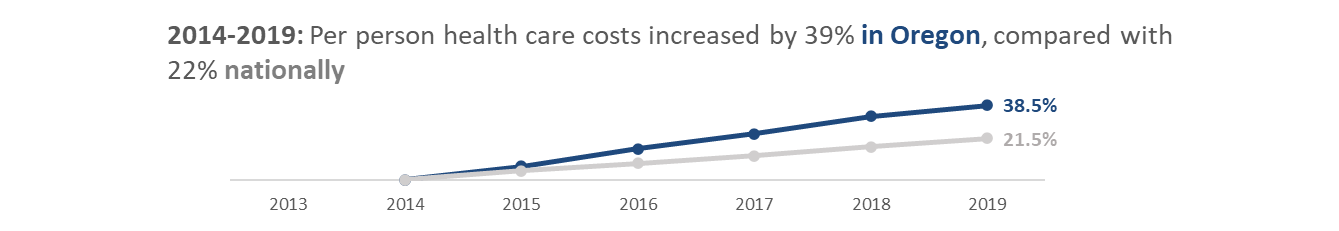 2014-2019: Per person health care costs increased by 39% in Oregon, compared with
22% nationally
38.5%
21.5%
2013 2014 2015 2016 2017 2018 2019